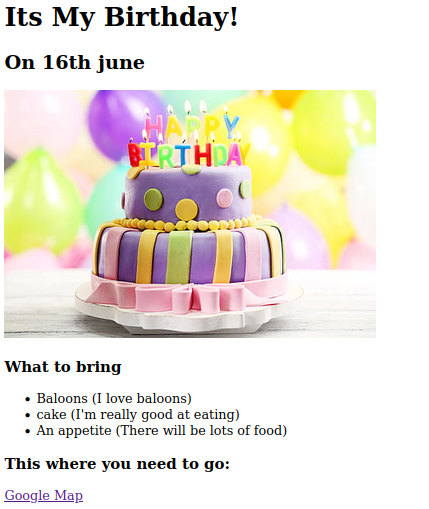 Its My Birthday!
On 16th june
HAPPY
BIRTHDAY
What to bring
Baloons (I love baloons)
cake (I'm really good at eating)
An appetite (There will be lots of food)
This where you need to go:
Google Map